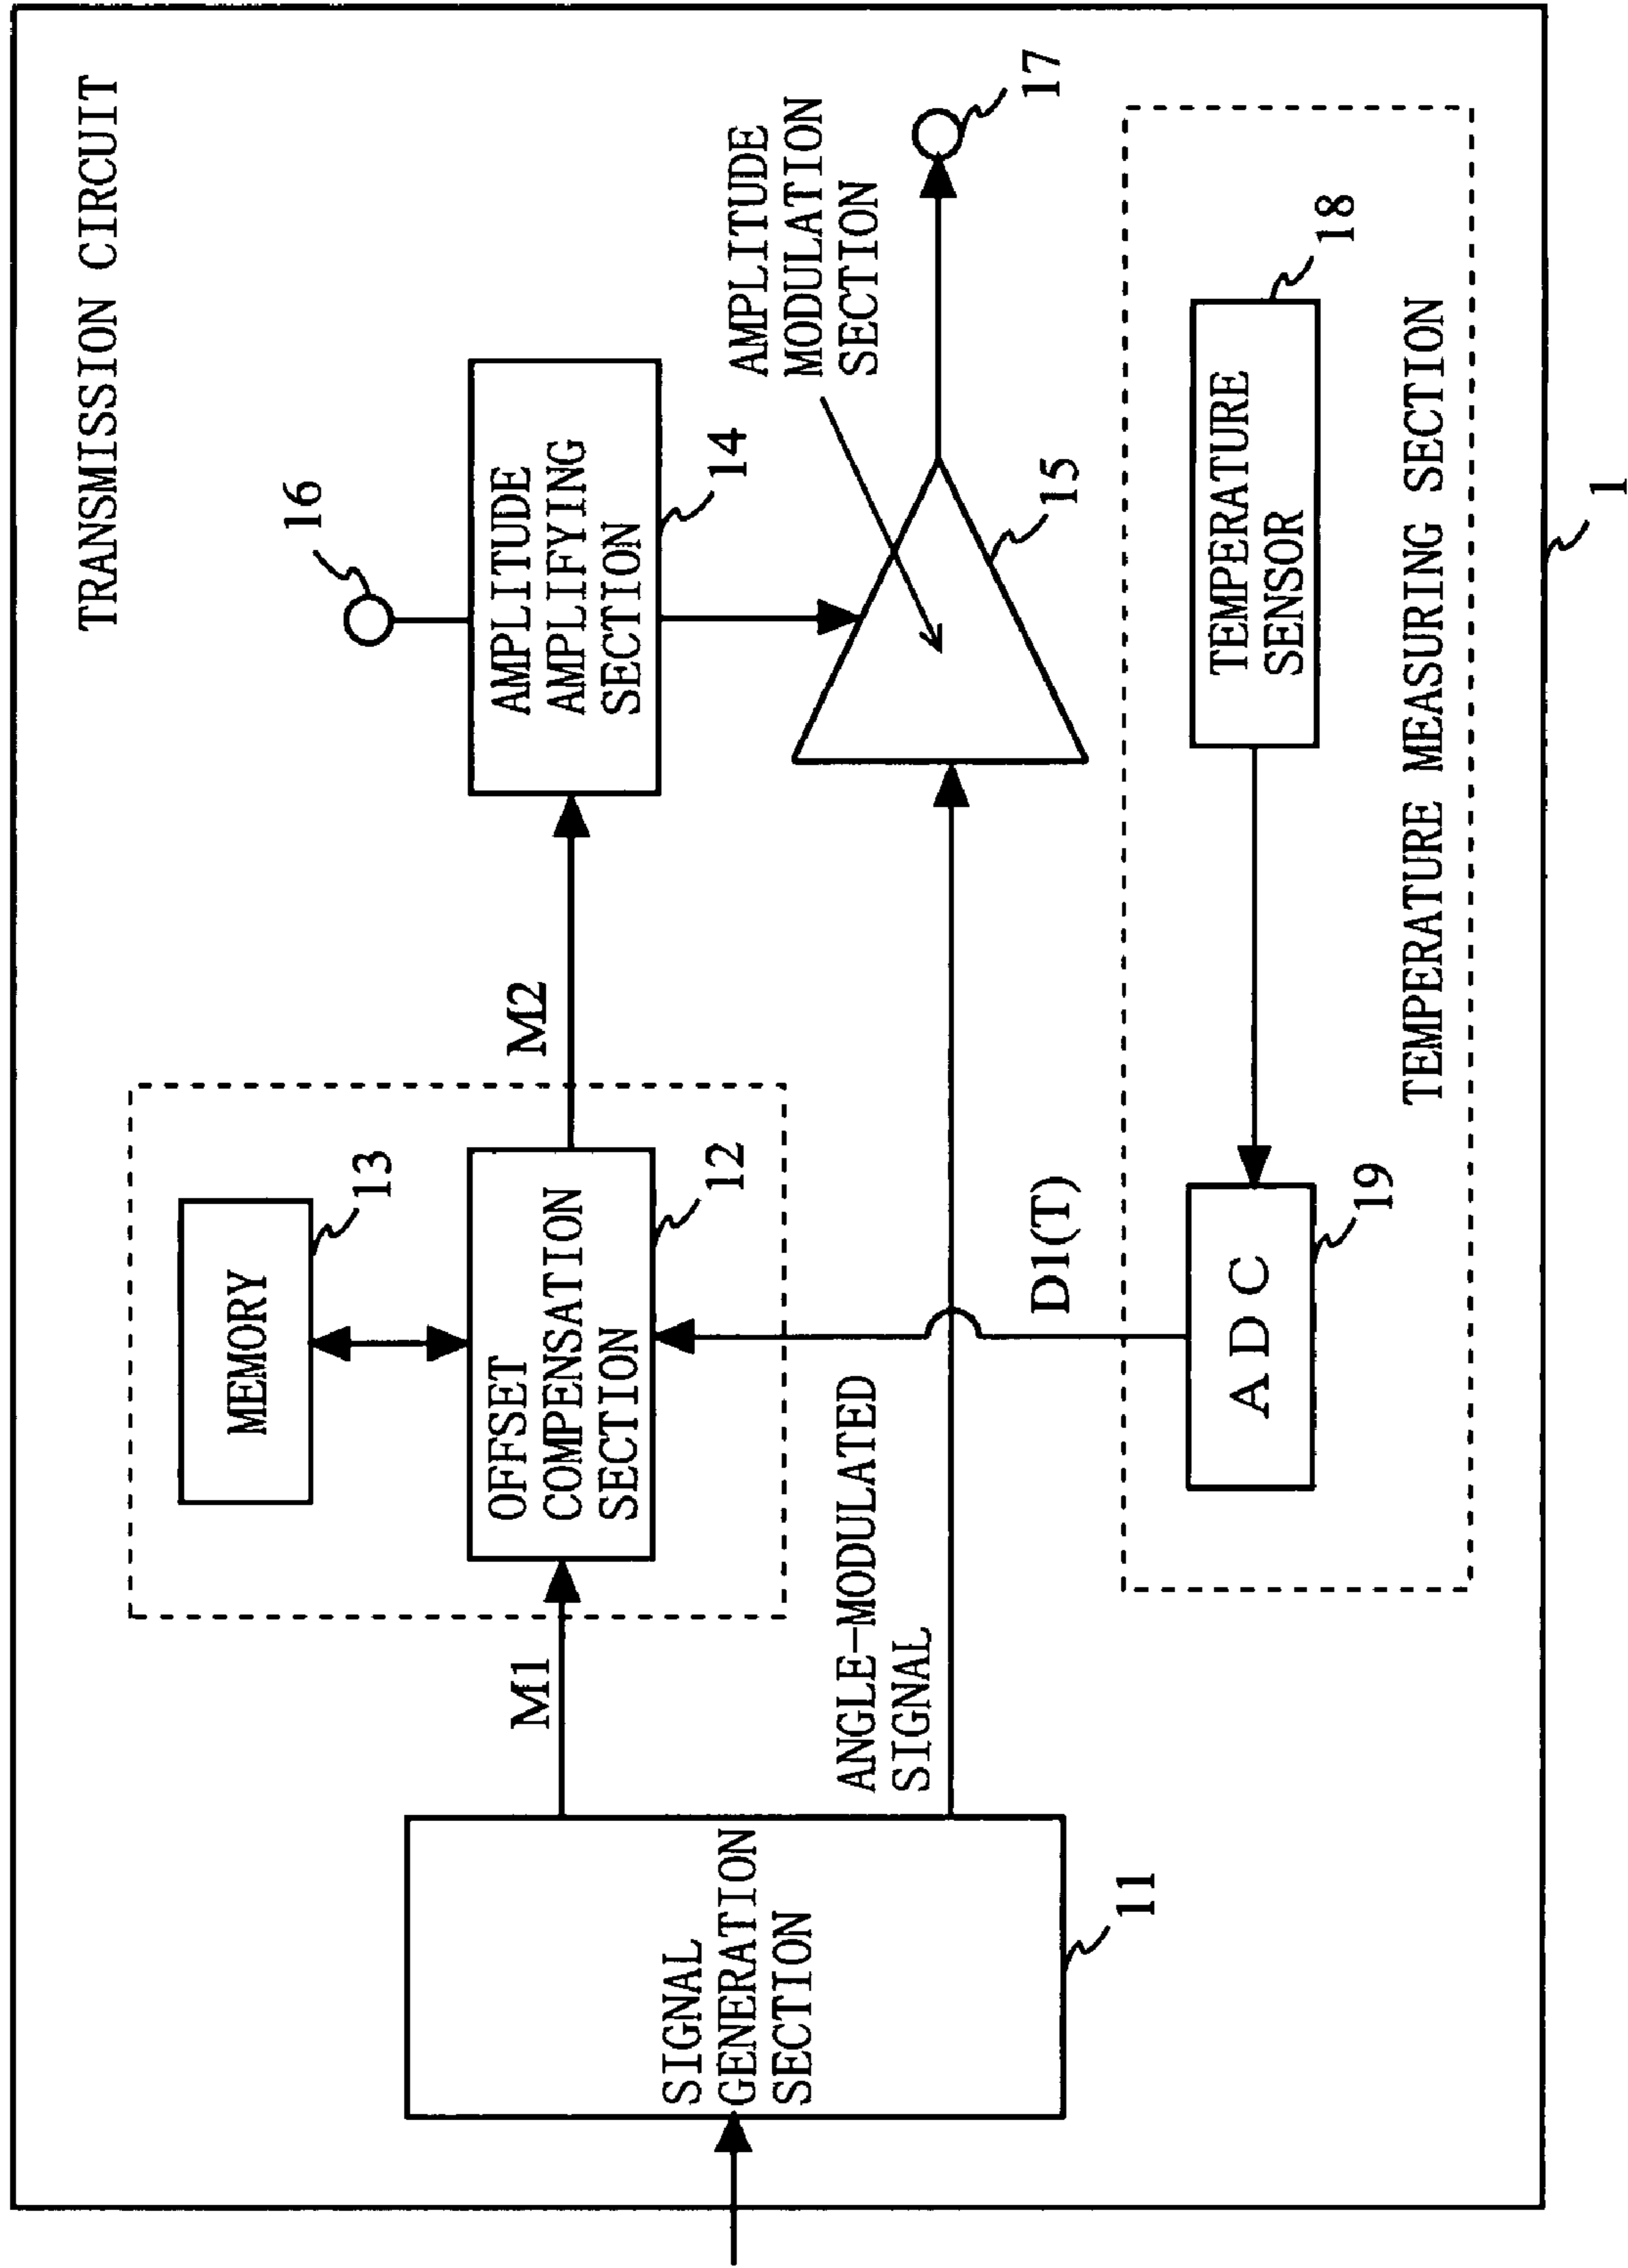 TRANSMISSION CIRCUIT
16
MEMORY
13
OFFSET
COMPENSATION
SECTION
12
M1
M2
AMPLITUDE
AMPLIFYING
SECTION
14
AMPLITUDE
MODULATION
SECTION
15
17
SIGNAL
GENERATION
SECTION
11
ANGLE-MODULATED
SIGNAL
D1(T)
A D C
19
TEMPERATURE
SENSOR
18
TEMPERATURE MEASURING SECTION
1